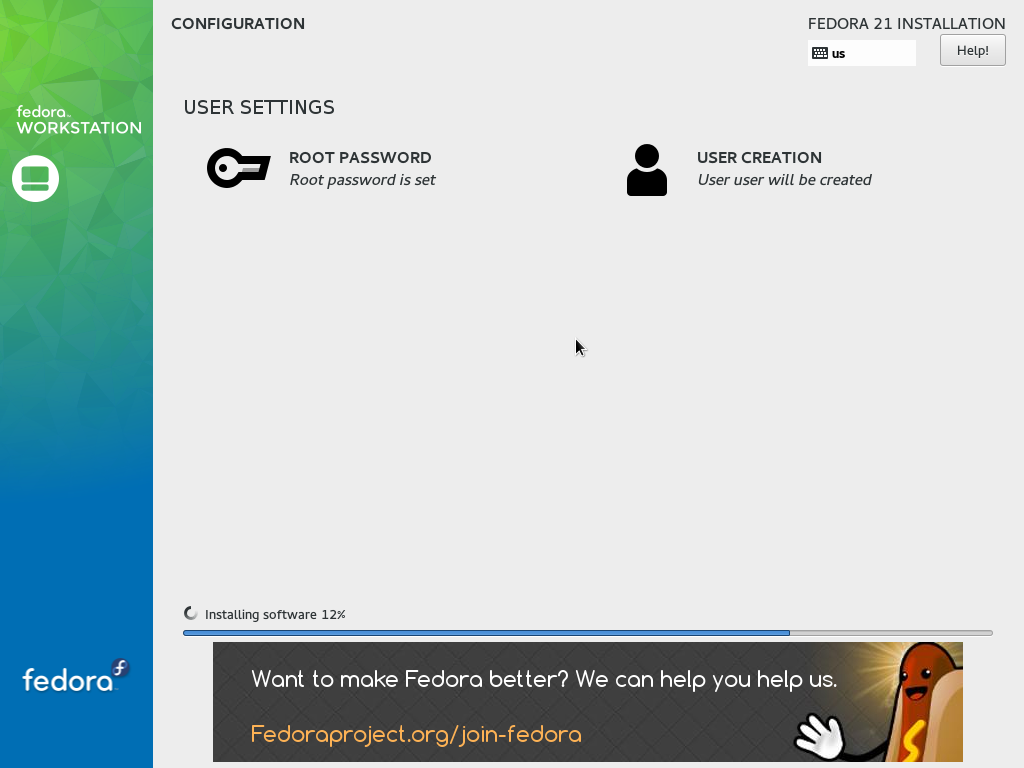 CONFIGURATION
FEDORA 21 INSTALLATION
us
Help!
fedora
WORKSTATION
USER SETTINGS
ROOT PASSWORD
Root password is set
USER CREATION
User user will be created
Installing software 12%
Want to make Fedora better? We can help you help us.
Fedoraproject.org/join-fedora
fedora